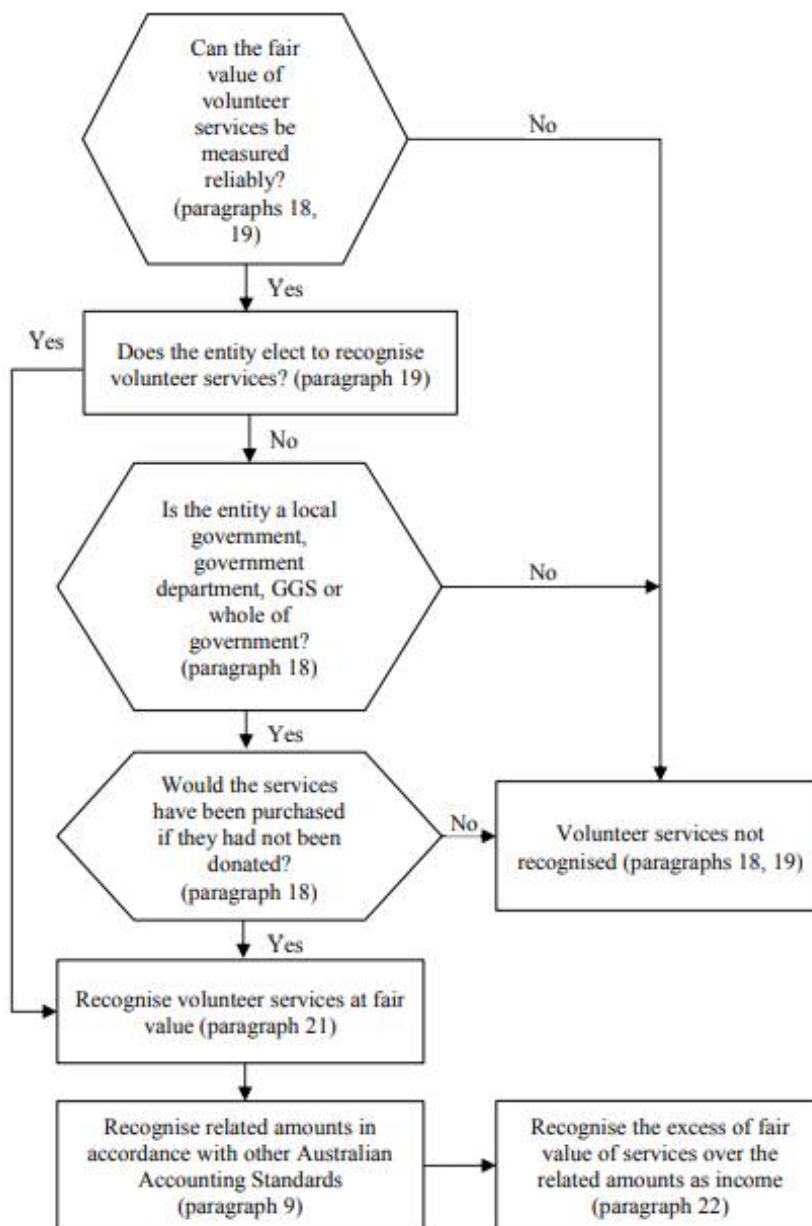 Can the fair
value of
volunteer
services be
measured
reliably?
(paragraphs 18,
19)
No
Yes
Yes
Does the entity elect to recognise
volunteer services? (paragraph 19)
No
Is the entity a local
government,
government
department, GGS or
whole of
government?
(paragraph 18)
No
Yes
Would the services
have been purchased
if they had not been
donated?
(paragraph 18)
No
Volunteer services not
recognised (paragraphs 18, 19)
Yes
Recognise volunteer services at fair
value (paragraph 21)
Recognise related amounts in
accordance with other Australian
Accounting Standards
(paragraph 9)
Recognise the excess of fair
value of services over the
related amounts as income
(paragraph 22)